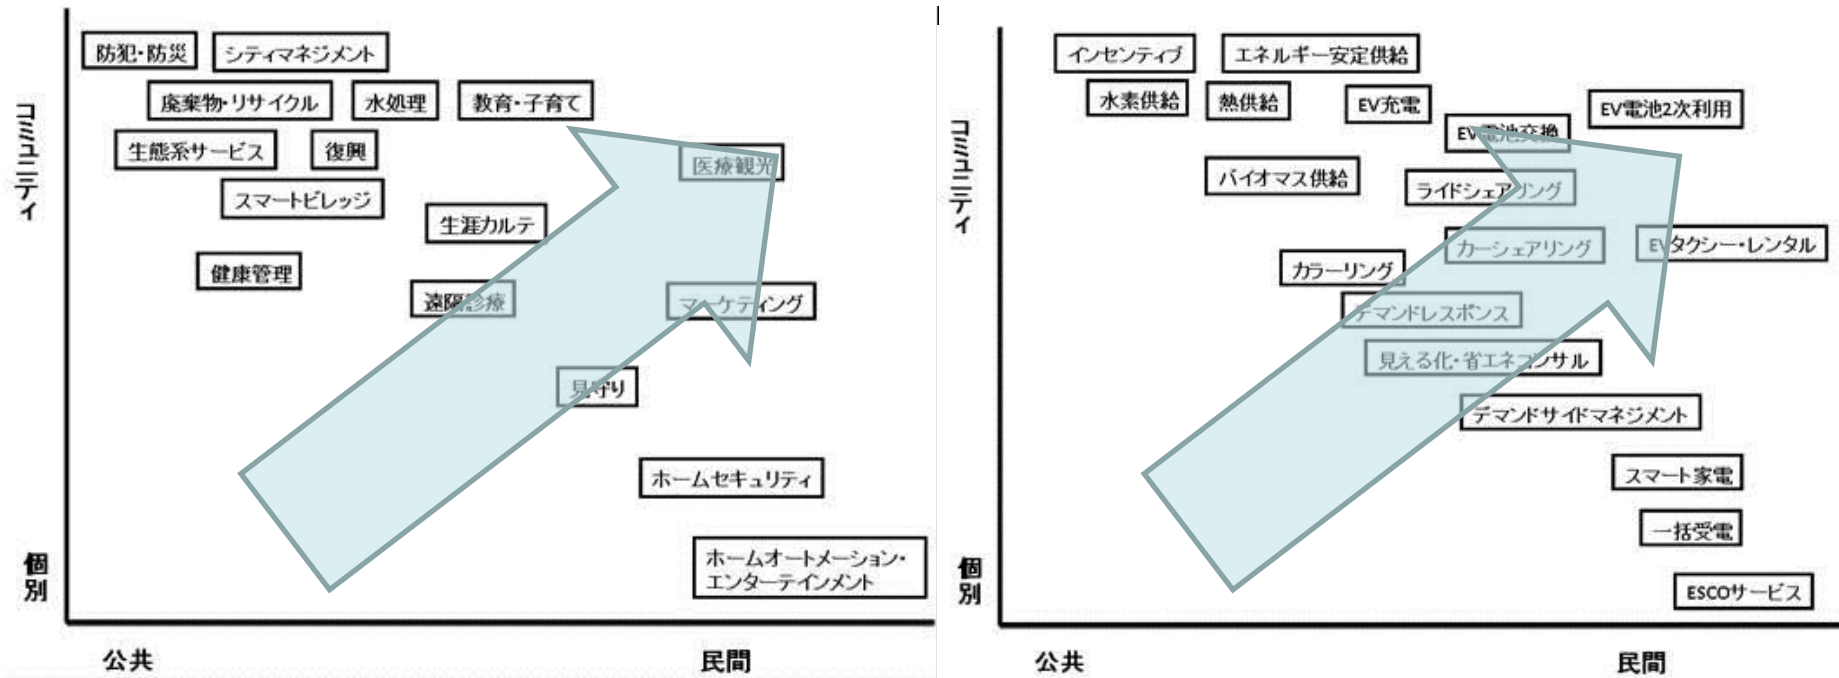 コミュニティ
防犯・防災
シティマネジメント
廃棄物・リサイクル
水処理
教育・子育て
生態系サービス
復興
医療観光
スマートビレッジ
生涯カルテ
健康管理
遠隔診療
マーケティング
見守り
ホームセキュリティ
ホームオートメーション・
エンターテインメント
個別
公共
民間
コミュニティ
インセンティブ
エネルギー安定供給
水素供給
熱供給
EV充電
EV電池2次利用
EV電池交換
バイオマス供給
ライドシェアリング
カーシェアリング
EVタクシー・レンタル
カラーリング
デマンドレスポンス
見える化・省エネコンサル
デマンドサイドマネジメント
スマート家電
一括受電
ESCOサービス
個別
公共
民間